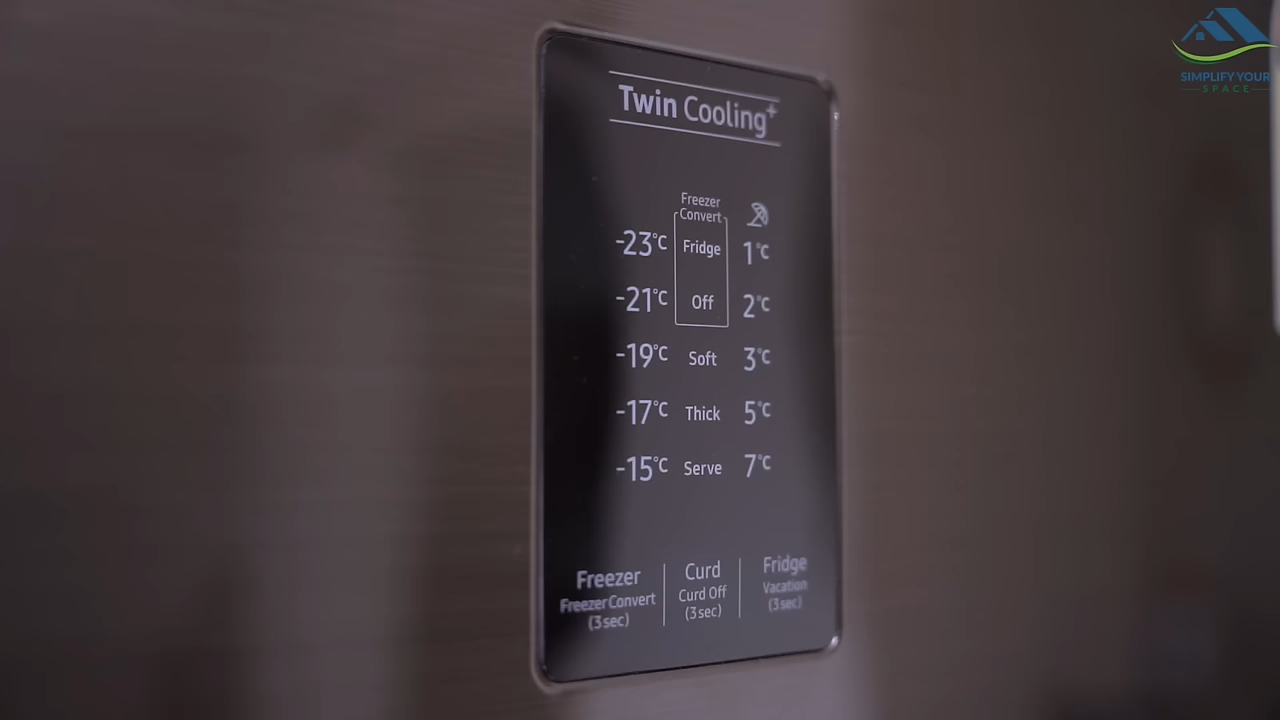 SIMPLIFY YOUR
SPACE
Twin Cooling+
Freezer
Convert
-23°C Fridge 1°C
-21°C Off 2°C
-19°C Soft 3°C
-17°C Thick 5°C
-15°C Serve 7°C
Freezer Curd Fridge
Freezer Convert Curd Off Vacation
(3 sec) (3 sec) (3 sec)